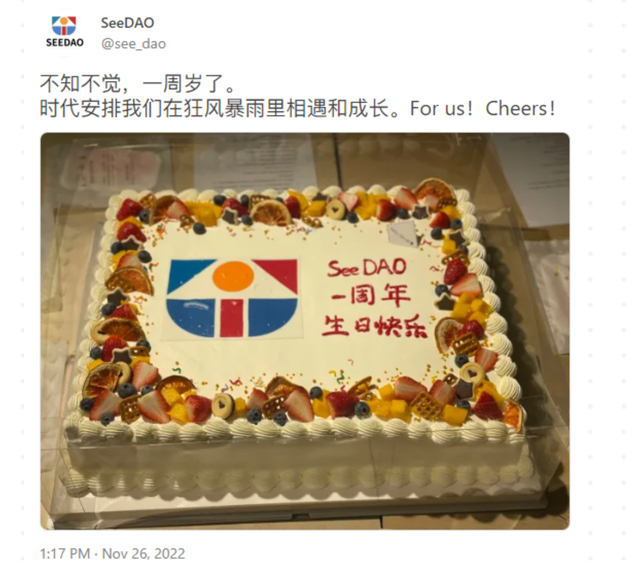 SeeDAO
SEEDAO
@see_dao
不知不觉，一周岁了。
时代安排我们在狂风暴雨里相遇和成长。For us！Cheers！
SeeDAO
一周年
生日快乐
1:17 PM · Nov 26, 2022